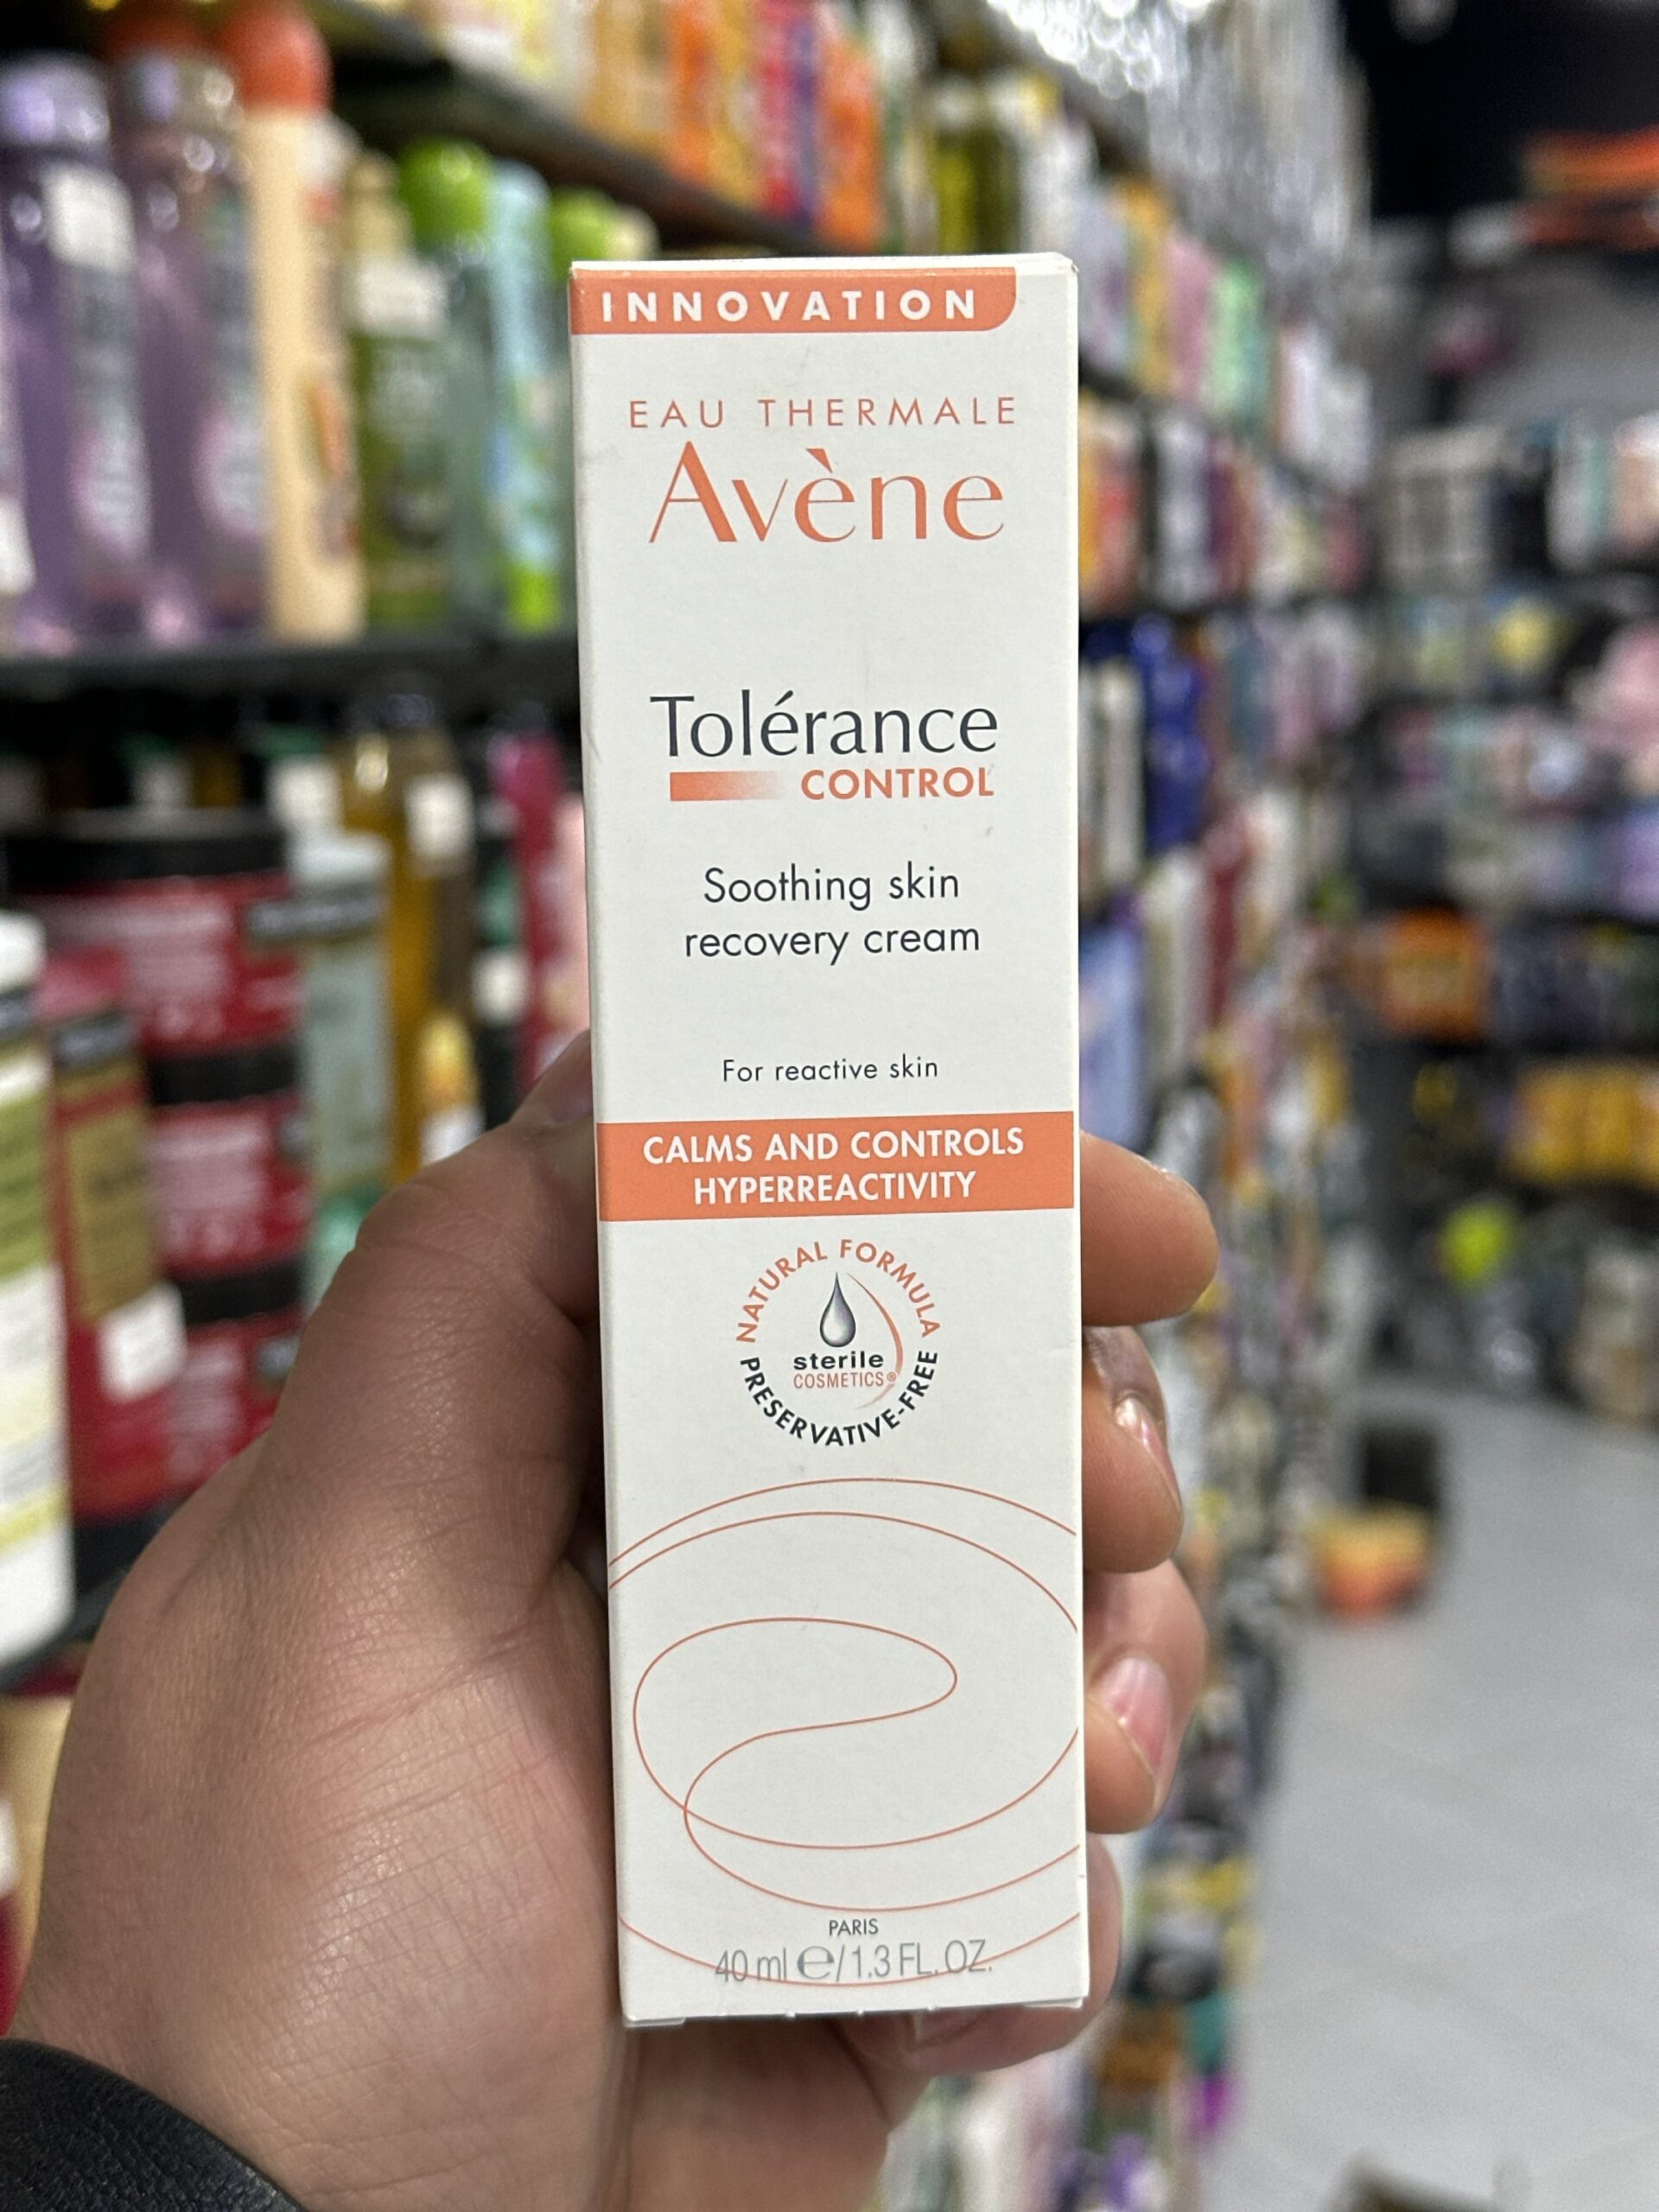 INNOVATION
EAU THERMALE
Avène
Tolérance
CONTROL
Soothing skin
recovery cream
For reactive skin
CALMS AND CONTROLS
HYPERREACTIVITY
NATURAL FORMULA
sterile
COSMETICS®
PRESERVATIVE-FREE
PARIS
40 ml ℮/1.3 FL. OZ.